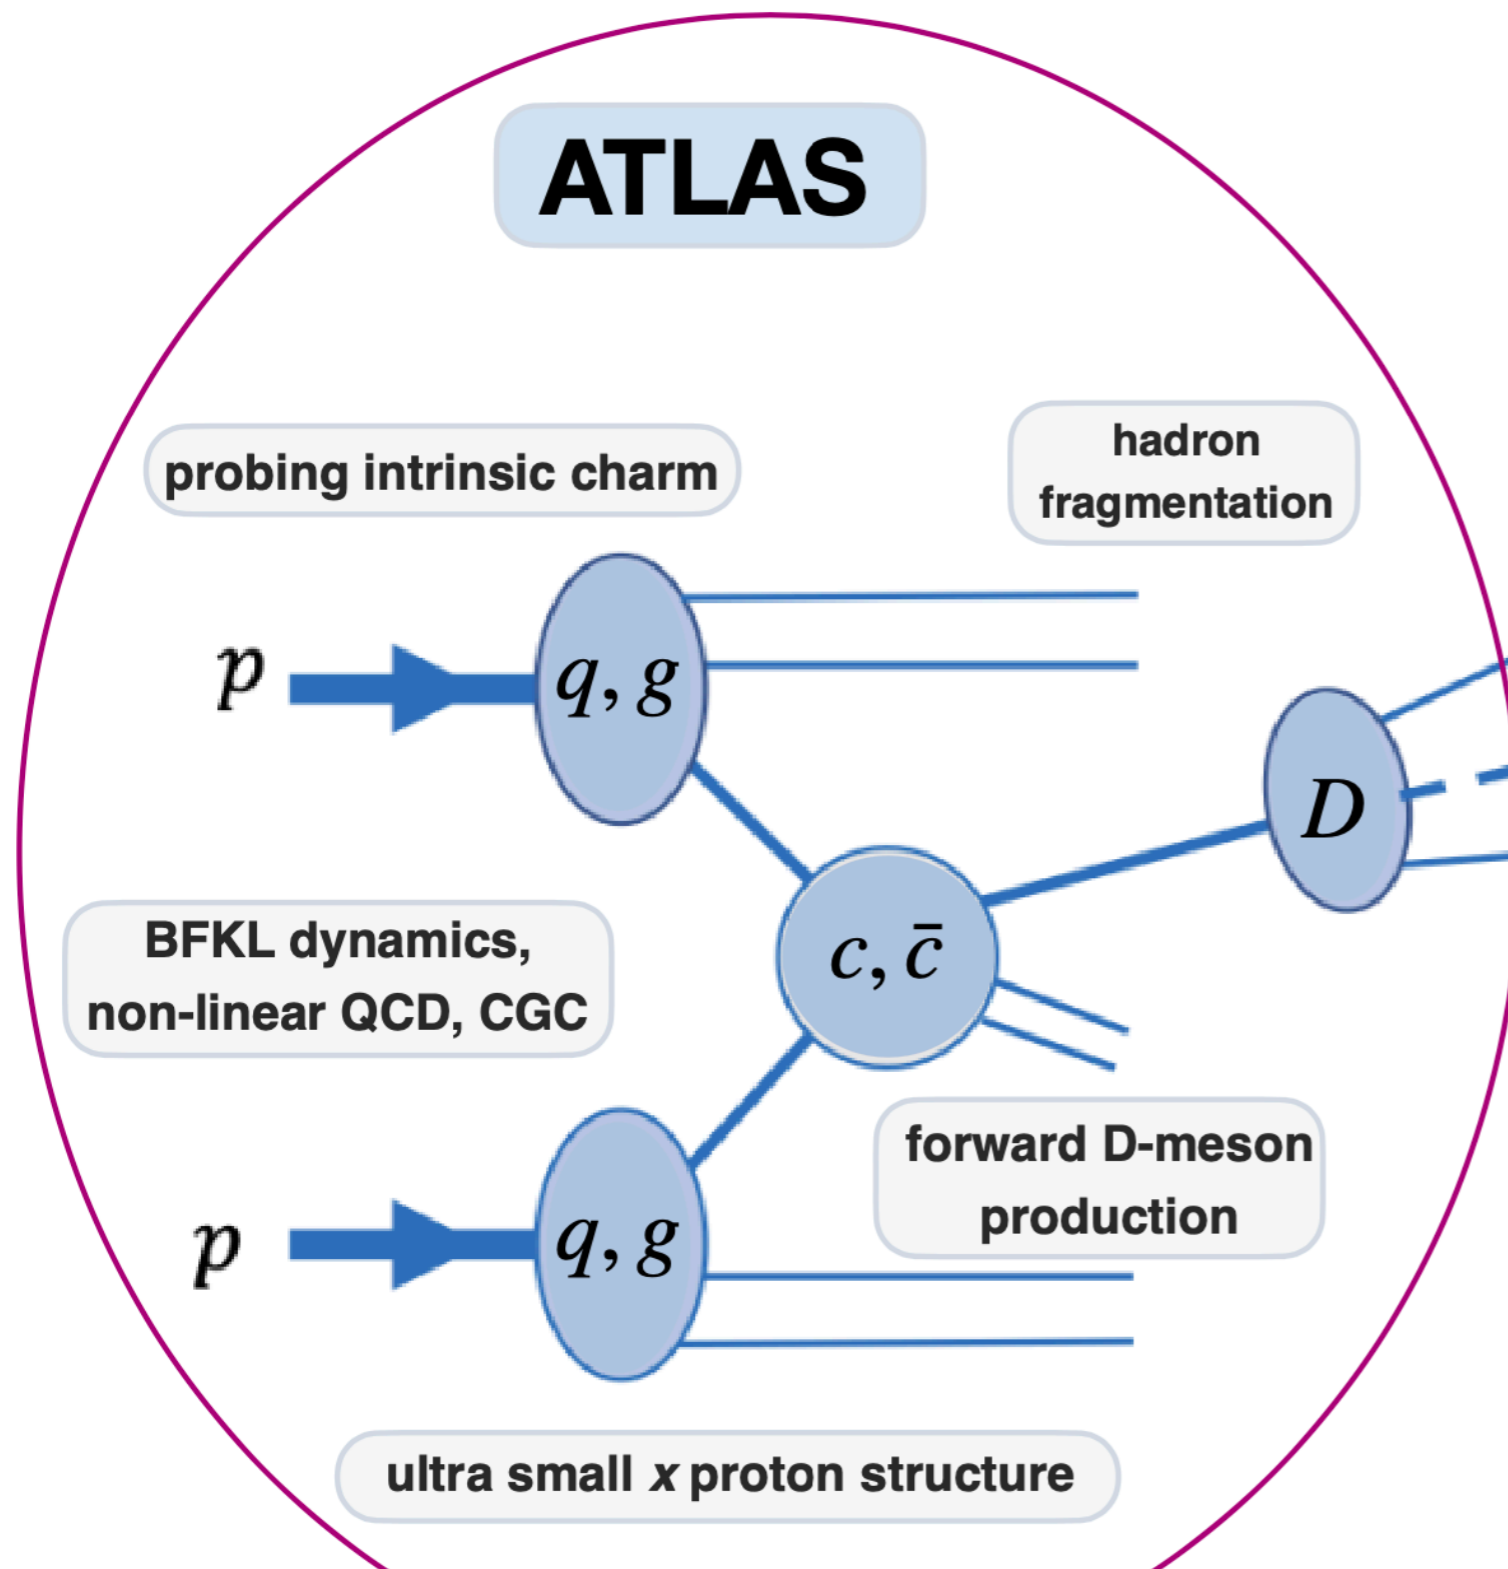 ATLAS
probing intrinsic charm
hadron
fragmentation
p
q, g
D
BFKL dynamics,
non-linear QCD, CGC
c, c̄
forward D-meson
production
p
q, g
ultra small x proton structure